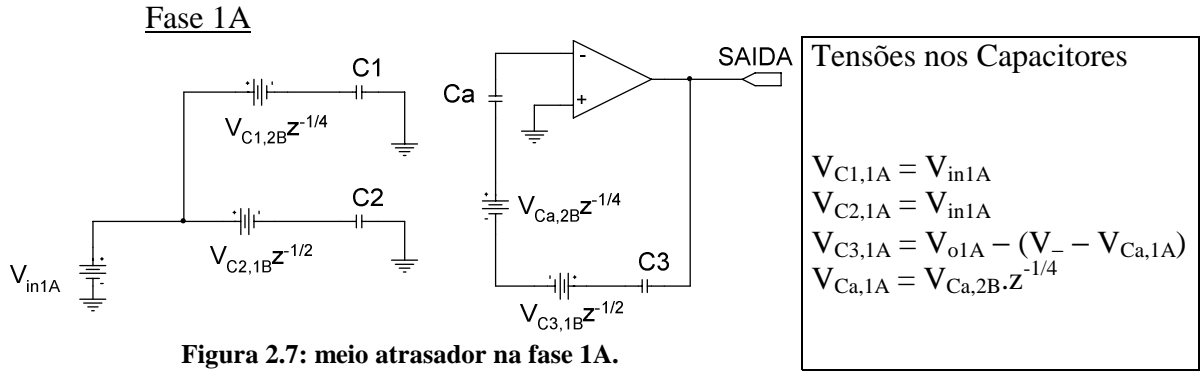 Fase 1A
C1
V_{C1,2B}z^{-1/4}
C2
V_{C2,1B}z^{-1/2}
V_{in1A}
Ca
-
+
SAIDA
V_{Ca,2B}z^{-1/4}
C3
V_{C3,1B}z^{-1/2}
Tensões nos Capacitores
V_{C1,1A} = V_{in1A}
V_{C2,1A} = V_{in1A}
V_{C3,1A} = V_{o1A} – (V_{–} – V_{Ca,1A})
V_{Ca,1A} = V_{Ca,2B}.z^{-1/4}
Figura 2.7: meio atrasador na fase 1A.